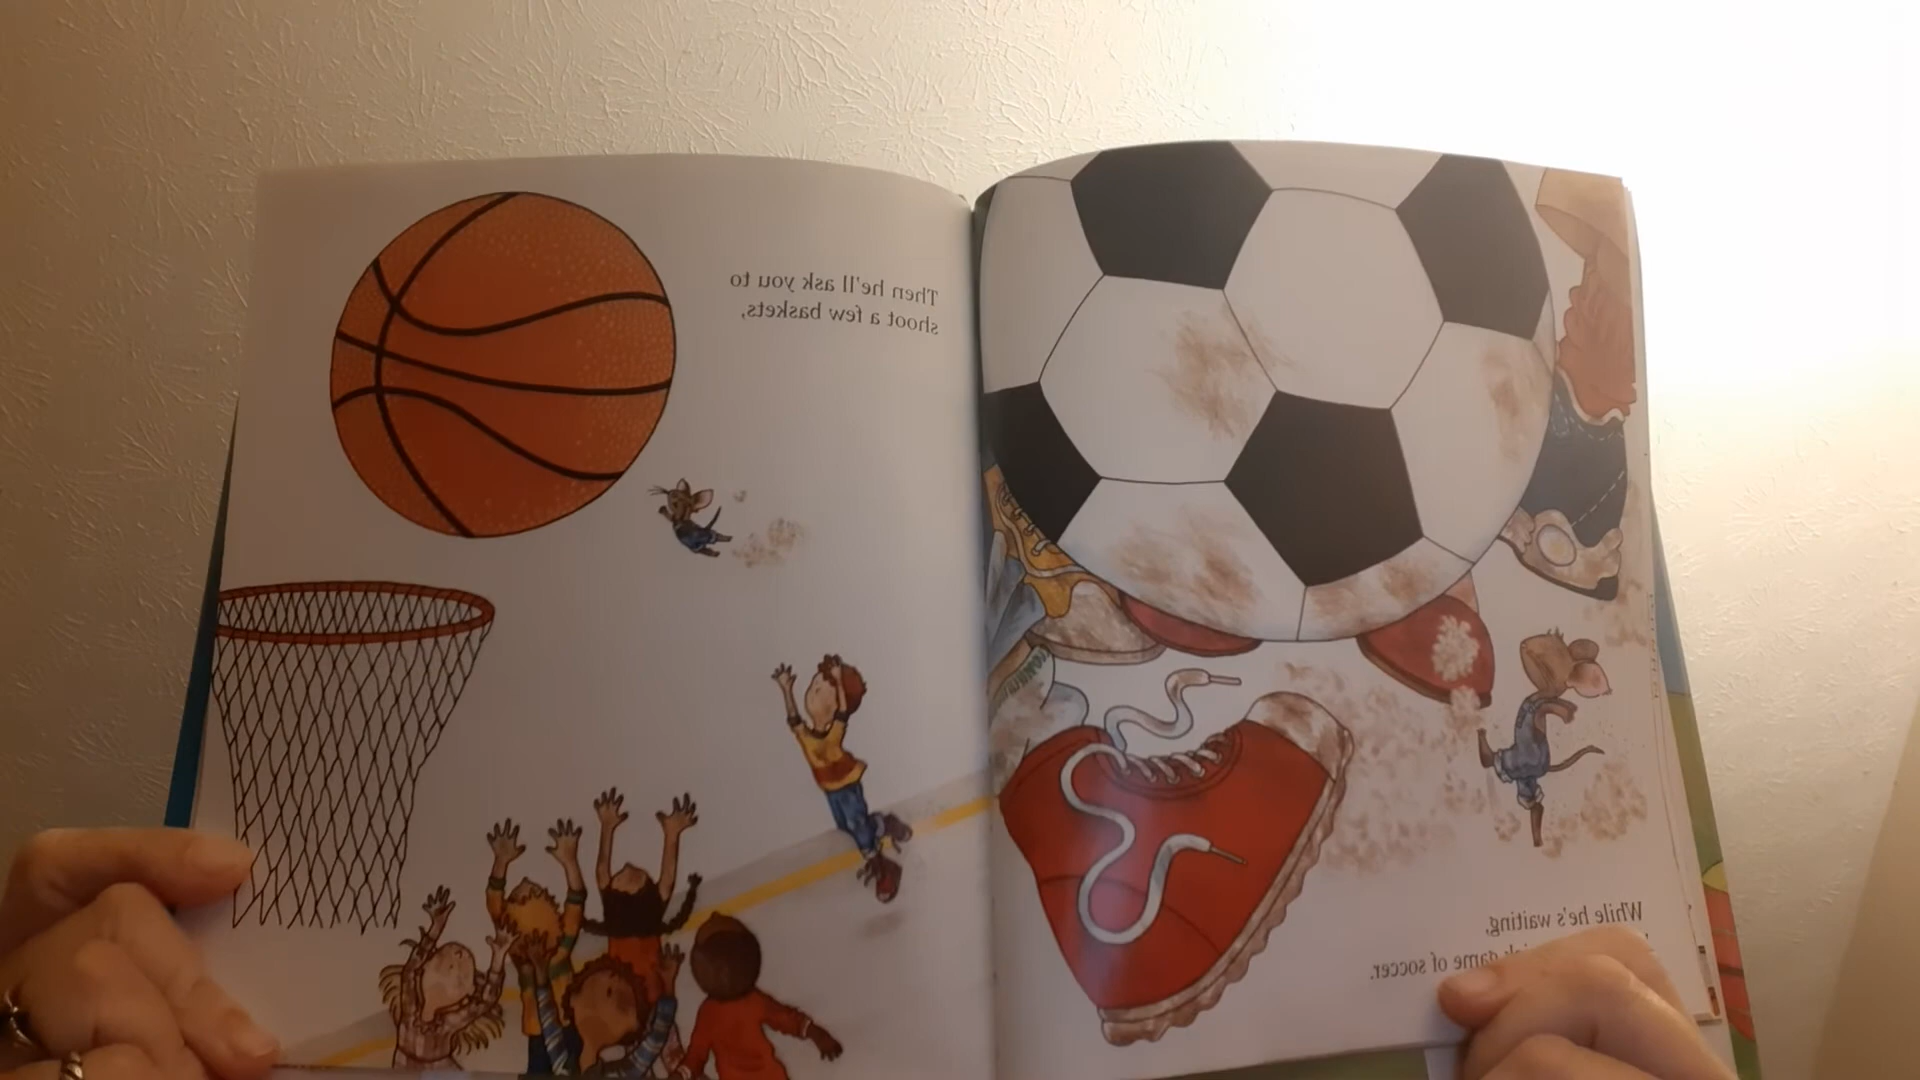 While he's waiting,
game of soccer.
Then he'll ask you to
shoot a few baskets,